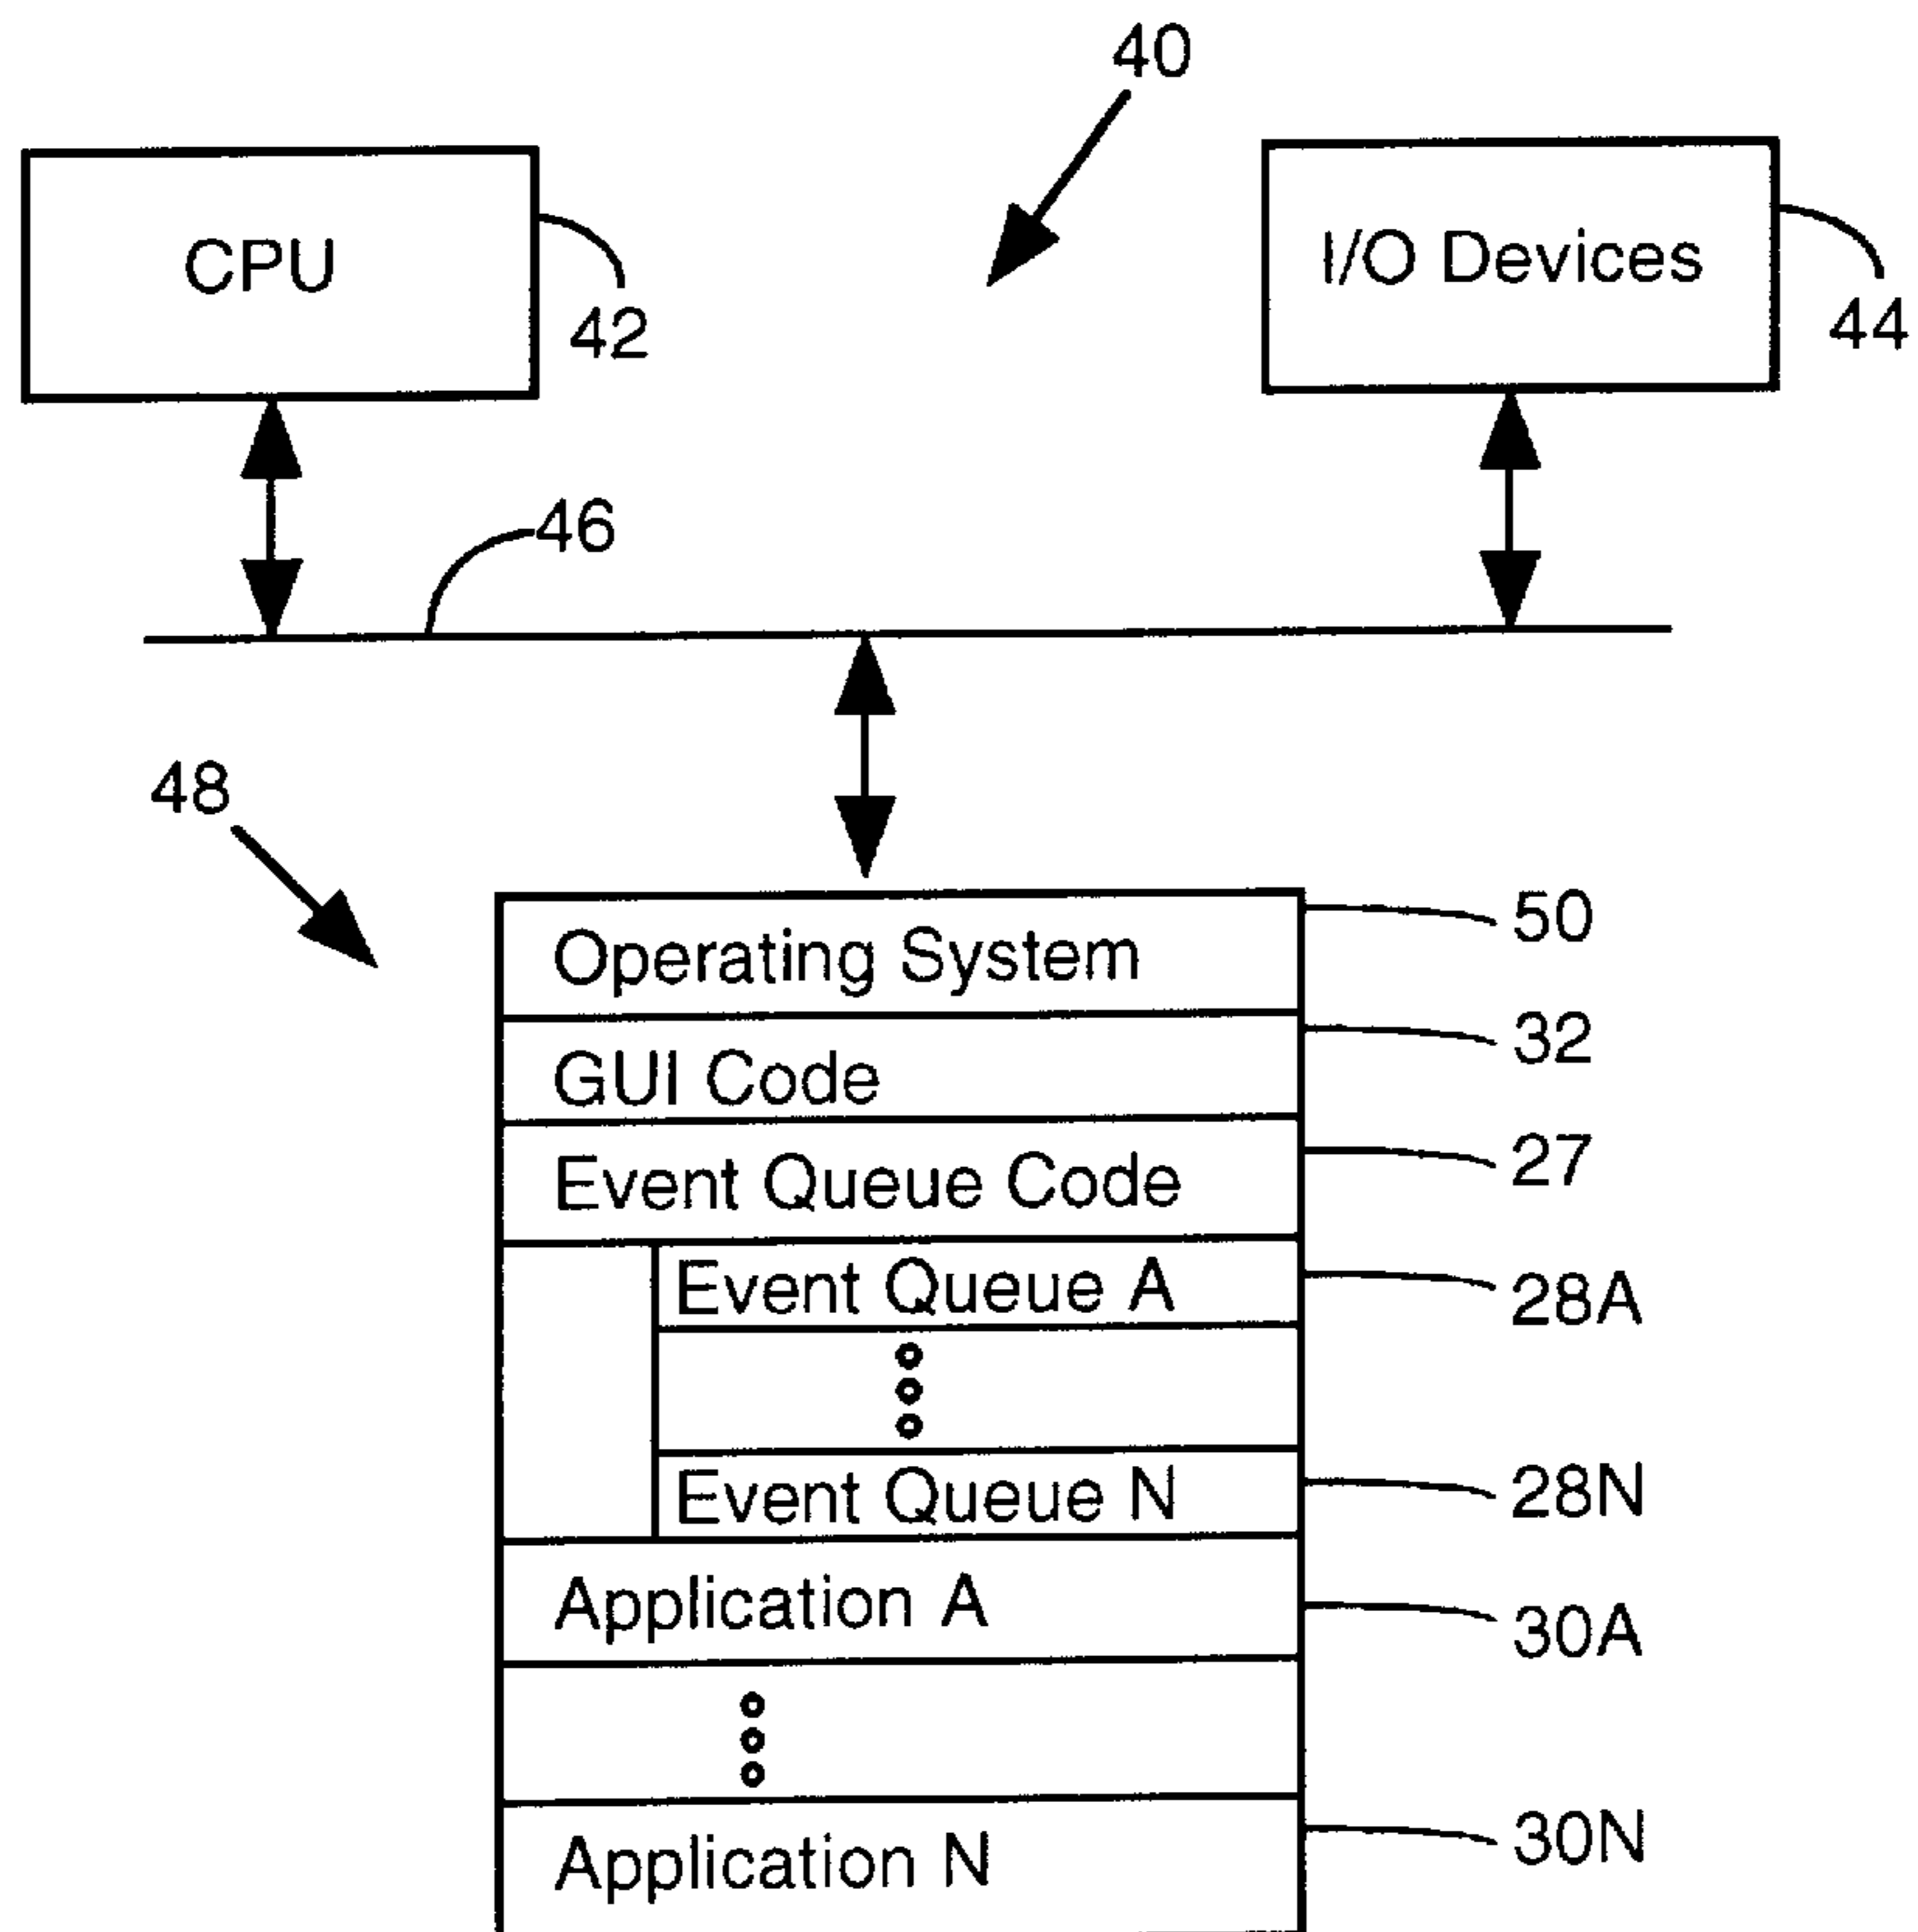 40
CPU
I/O Devices
42
44
46
48
Operating System
50
GUI Code
32
Event Queue Code
27
Event Queue A
28A
Event Queue N
28N
Application A
30A
Application N
30N